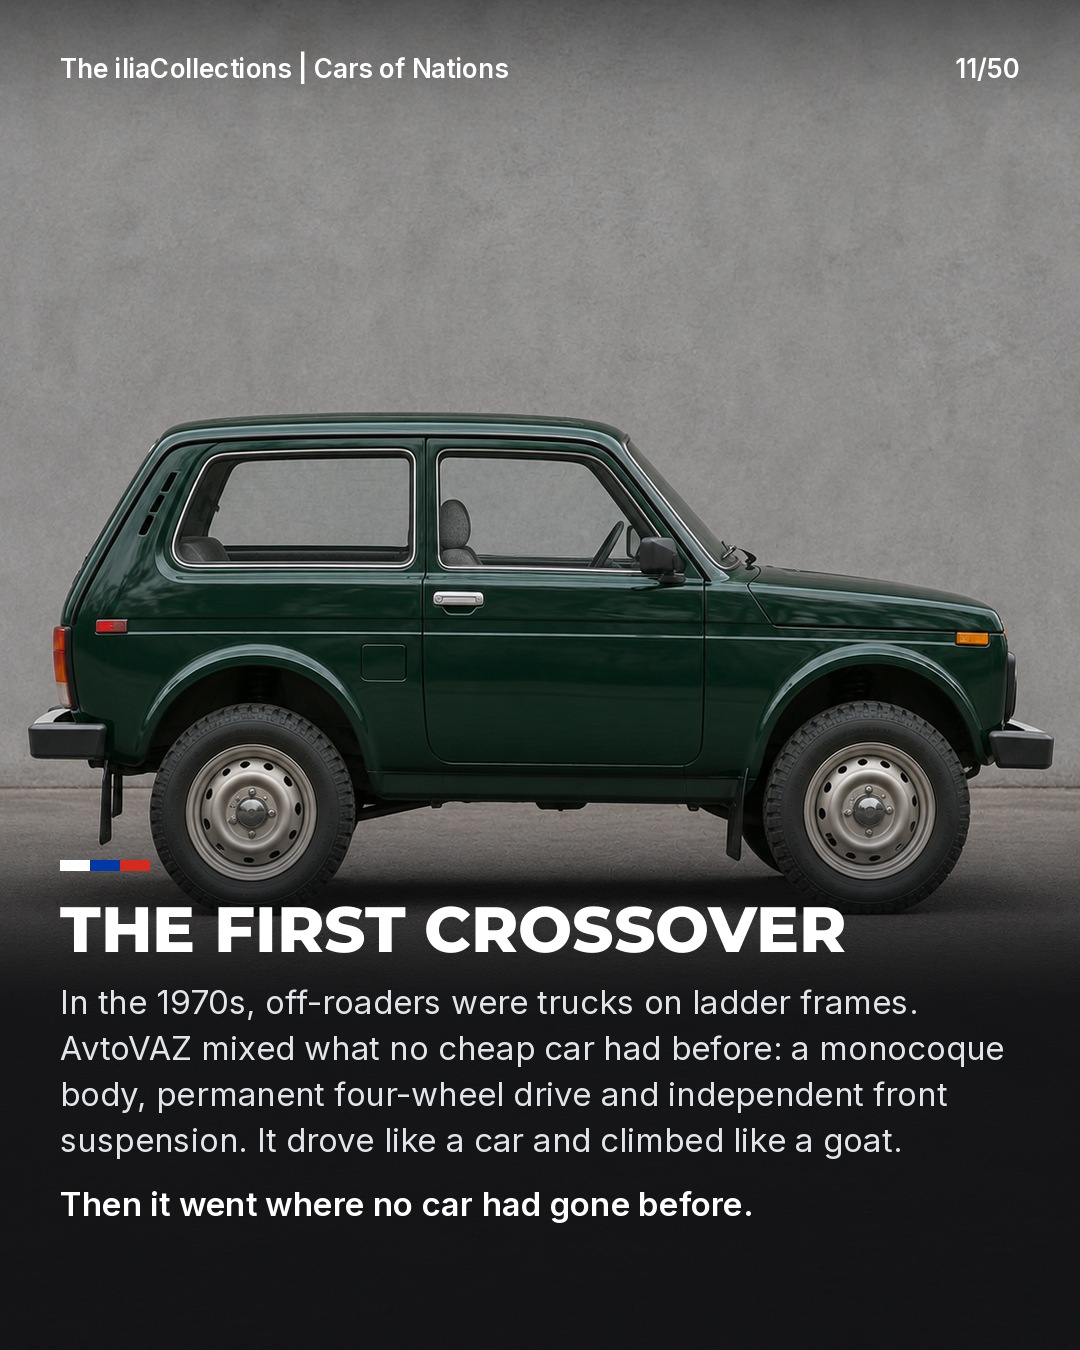 The iliaCollections | Cars of Nations
11/50
THE FIRST CROSSOVER
In the 1970s, off-roaders were trucks on ladder frames.
AvtoVAZ mixed what no cheap car had before: a monocoque
body, permanent four-wheel drive and independent front
suspension. It drove like a car and climbed like a goat.
Then it went where no car had gone before.